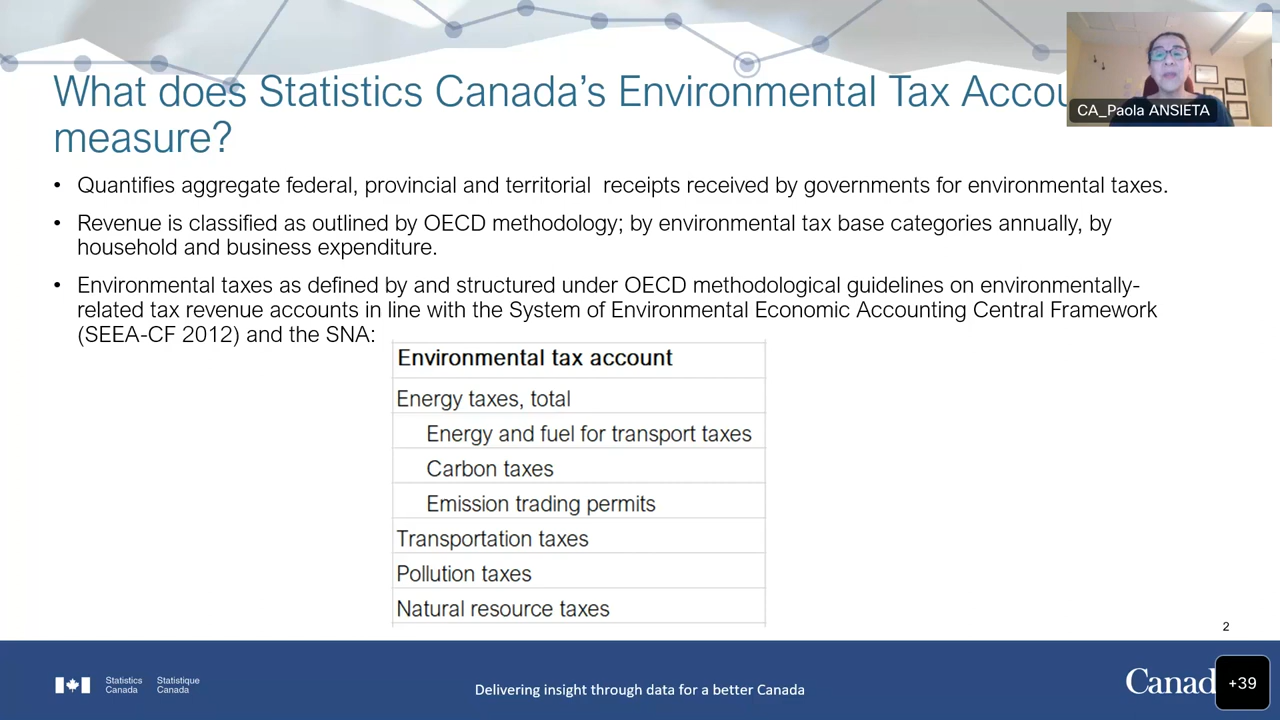 What does Statistics Canada's Environmental Tax Accou
measure?
CA_Paola ANSIETA
• Quantifies aggregate federal, provincial and territorial  receipts received by governments for environmental taxes.
• Revenue is classified as outlined by OECD methodology; by environmental tax base categories annually, by
household and business expenditure.
• Environmental taxes as defined by and structured under OECD methodological guidelines on environmentally-
related tax revenue accounts in line with the System of Environmental Economic Accounting Central Framework
(SEEA-CF 2012) and the SNA:
Environmental tax account
Energy taxes, total
Energy and fuel for transport taxes
Carbon taxes
Emission trading permits
Transportation taxes
Pollution taxes
Natural resource taxes
2
Statistics Statistique
Canada Canada
Delivering insight through data for a better Canada
Canad
+39